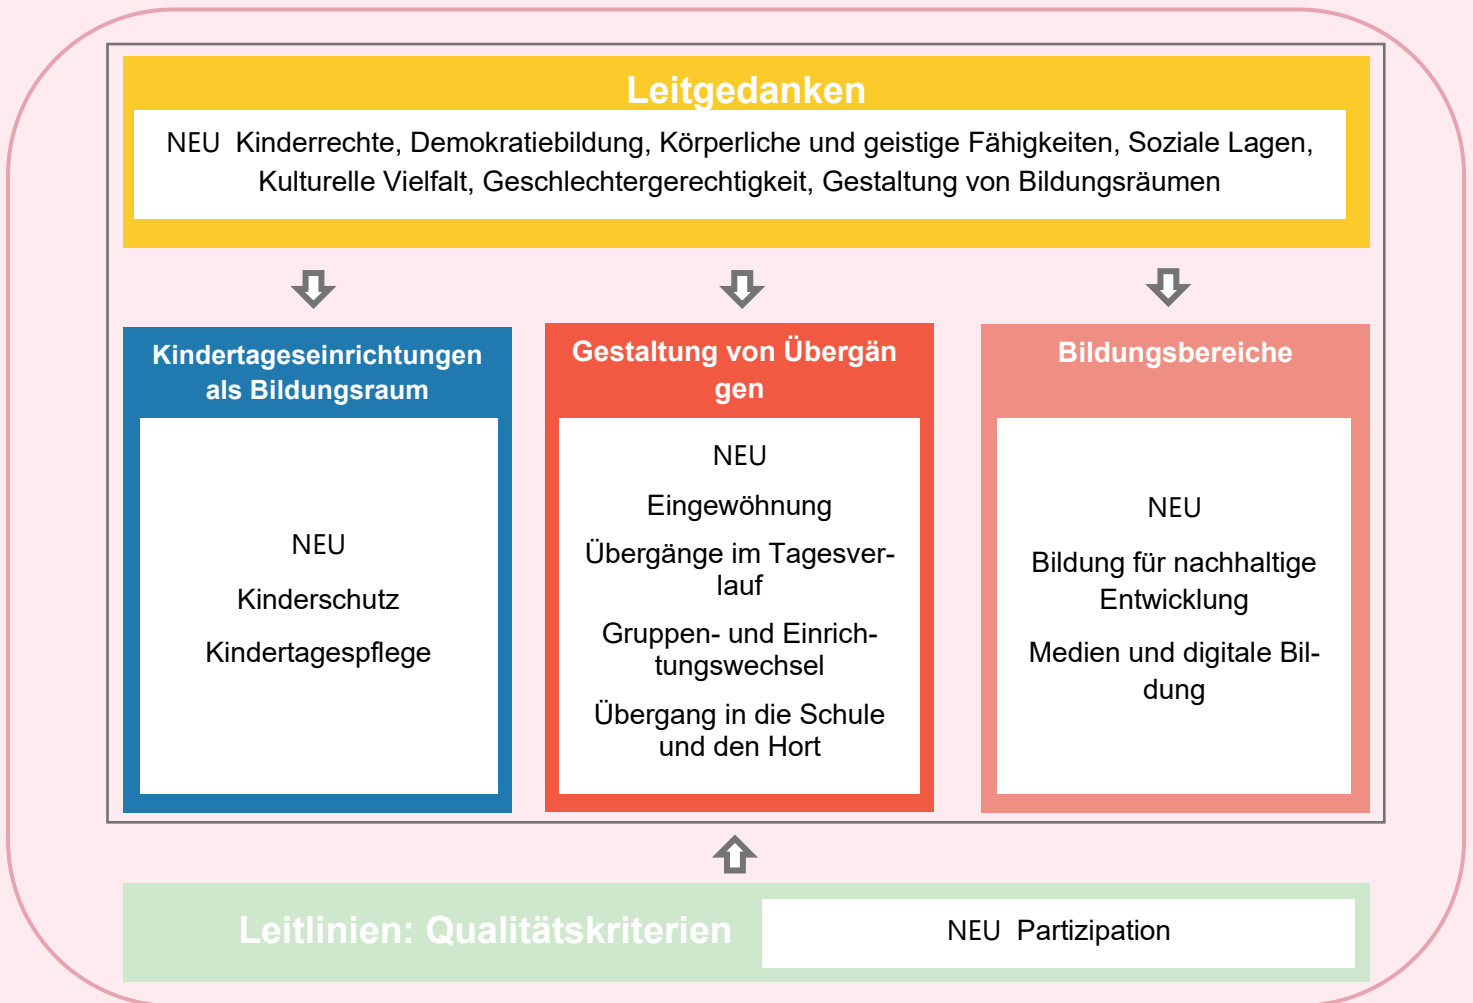 Leitgedanken
NEU Kinderrechte, Demokratiebildung, Körperliche und geistige Fähigkeiten, Soziale Lagen,
Kulturelle Vielfalt, Geschlechtergerechtigkeit, Gestaltung von Bildungsräumen
Kindertageseinrichtungen
als Bildungsraum
NEU
Kinderschutz
Kindertagespflege
Gestaltung von Übergän
gen
NEU
Eingewöhnung
Übergänge im Tagesver-
lauf
Gruppen- und Einrich-
tungswechsel
Übergang in die Schule
und den Hort
Bildungsbereiche
NEU
Bildung für nachhaltige
Entwicklung
Medien und digitale Bil-
dung
Leitlinien: Qualitätskriterien
NEU Partizipation